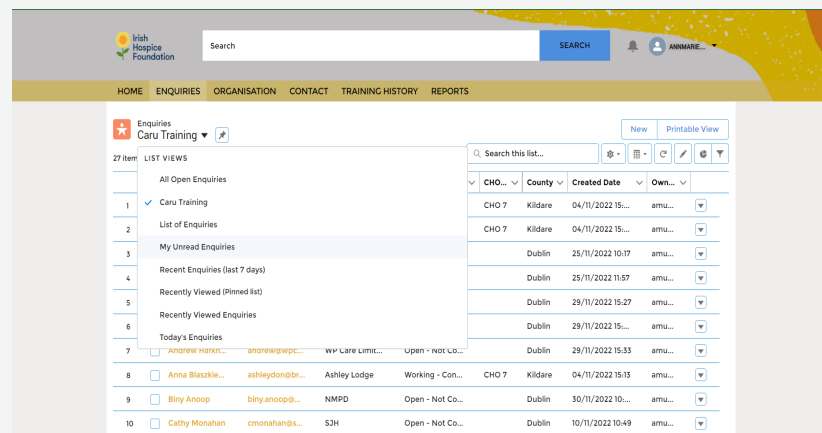 Irish
Hospice
Foundation
Search
SEARCH
ANNMARIE...
HOME ENQUIRIES ORGANISATION CONTACT TRAINING HISTORY REPORTS
Enquiries
Caru Training
New Printable View
27 item
Search this list...
LIST VIEWS
All Open Enquiries
Caru Training
List of Enquiries
My Unread Enquiries
Recent Enquiries (last 7 days)
Recently Viewed (Pinned list)
Recently Viewed Enquiries
Today's Enquiries
CHO... County Created Date Own...
1 CHO 7 Kildare 04/11/2022 15:... amu...
2 CHO 7 Kildare 04/11/2022 15:... amu...
3 Dublin 25/11/2022 10:17 amu...
4 Dublin 25/11/2022 11:57 amu...
5 Dublin 29/11/2022 15:27 amu...
6 Dublin 29/11/2022 15:... amu...
7 Andrew Harkn... andrew@wpc... WP Care Limit... Open - Not Co... Dublin 29/11/2022 15:33 amu...
8 Anna Blaszkie... ashleydon@br... Ashley Lodge Working - Con... CHO 7 Kildare 04/11/2022 15:13 amu...
9 Biny Anoop biny.anoop@... NMPD Open - Not Co... Dublin 30/11/2022 10:... amu...
10 Cathy Monahan cmonahan@s... SJH Open - Not Co... Dublin 10/11/2022 10:49 amu...